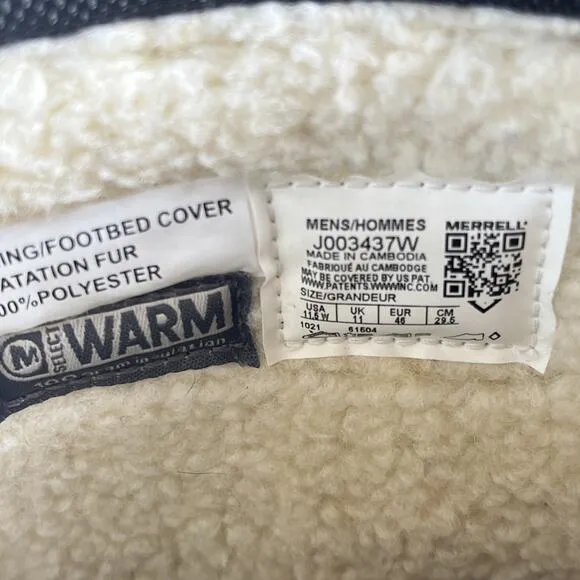 ING/FOOTBED COVER
ATATION FUR
00%POLYESTER
M SELECT WARM
MENS/HOMMES MERRELL
J003437W
MADE IN CAMBODIA
FABRIQUÉ AU CAMBODGE
MAY BE COVERED BY US PAT.
WWW.PATENTS.WWWINC.COM
SIZE/GRANDEUR
USA UK EUR CM
11.5 W 11 46 29.5
1021 61504